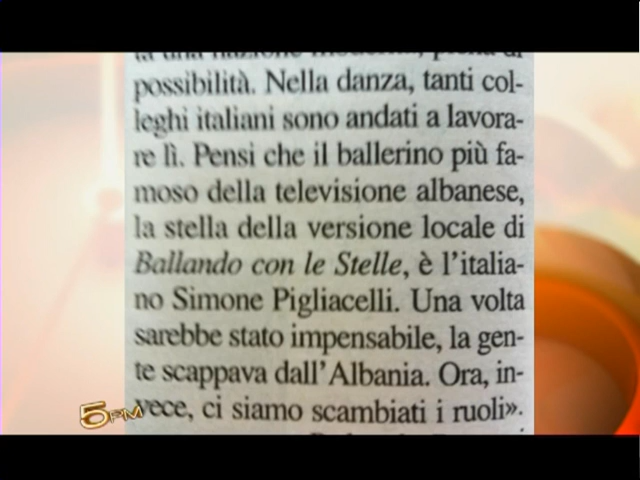 possibilità. Nella danza, tanti col-
leghi italiani sono andati a lavora-
re lì. Pensi che il ballerino più fa-
moso della televisione albanese,
la stella della versione locale di
Ballando con le Stelle, è l'italia-
no Simone Pigliacelli. Una volta
sarebbe stato impensabile, la gen-
te scappava dall'Albania. Ora, in-
vece, ci siamo scambiati i ruoli».
5PM